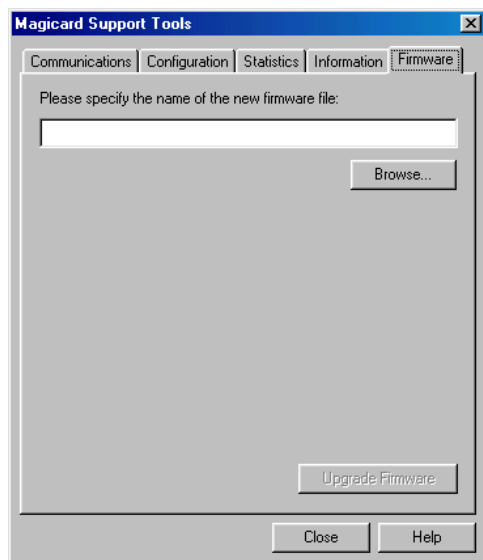 Magicard Support Tools
Communications Configuration Statistics Information Firmware
Please specify the name of the new firmware file:
Browse...
Upgrade Firmware
Close Help